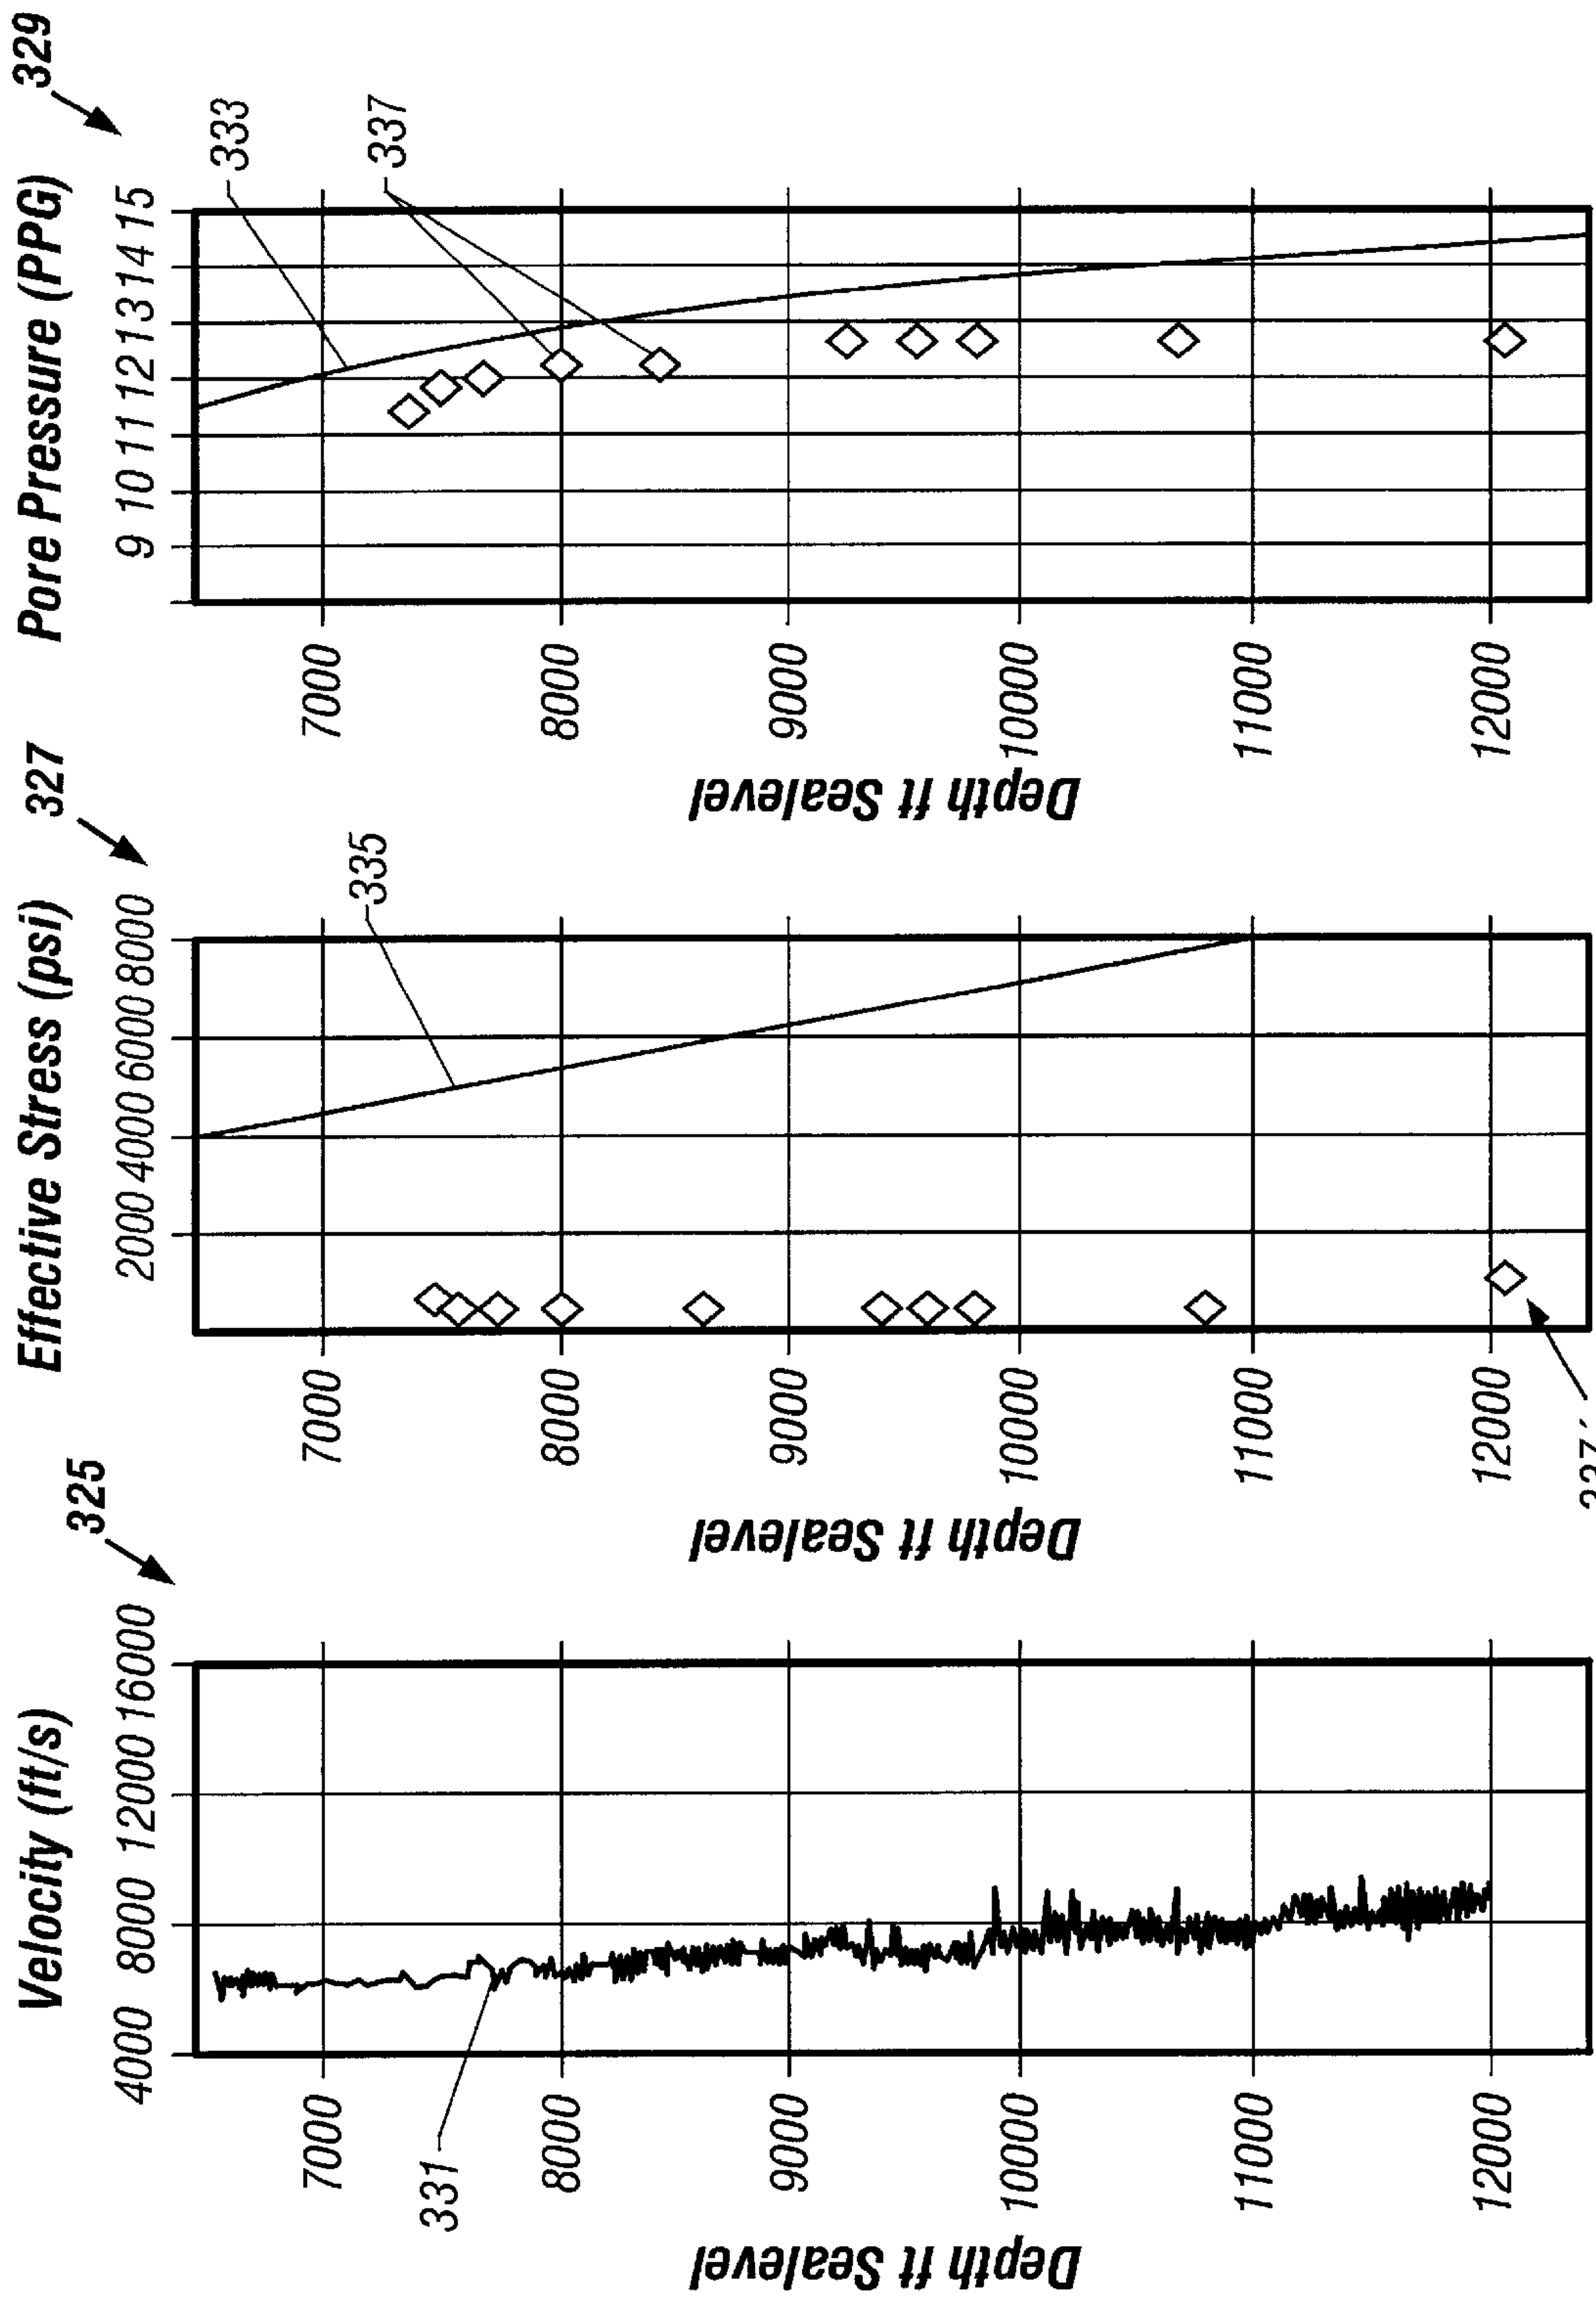 325
Velocity (ft/s)
4000 8000 12000 16000
Depth ft Sealevel
7000
8000
9000
10000
11000
12000
331
327
Effective Stress (psi)
2000 4000 6000 8000
Depth ft Sealevel
7000
8000
9000
10000
11000
12000
335
337´
329
Pore Pressure (PPG)
9 10 11 12 13 14 15
Depth ft Sealevel
7000
8000
9000
10000
11000
12000
333
337